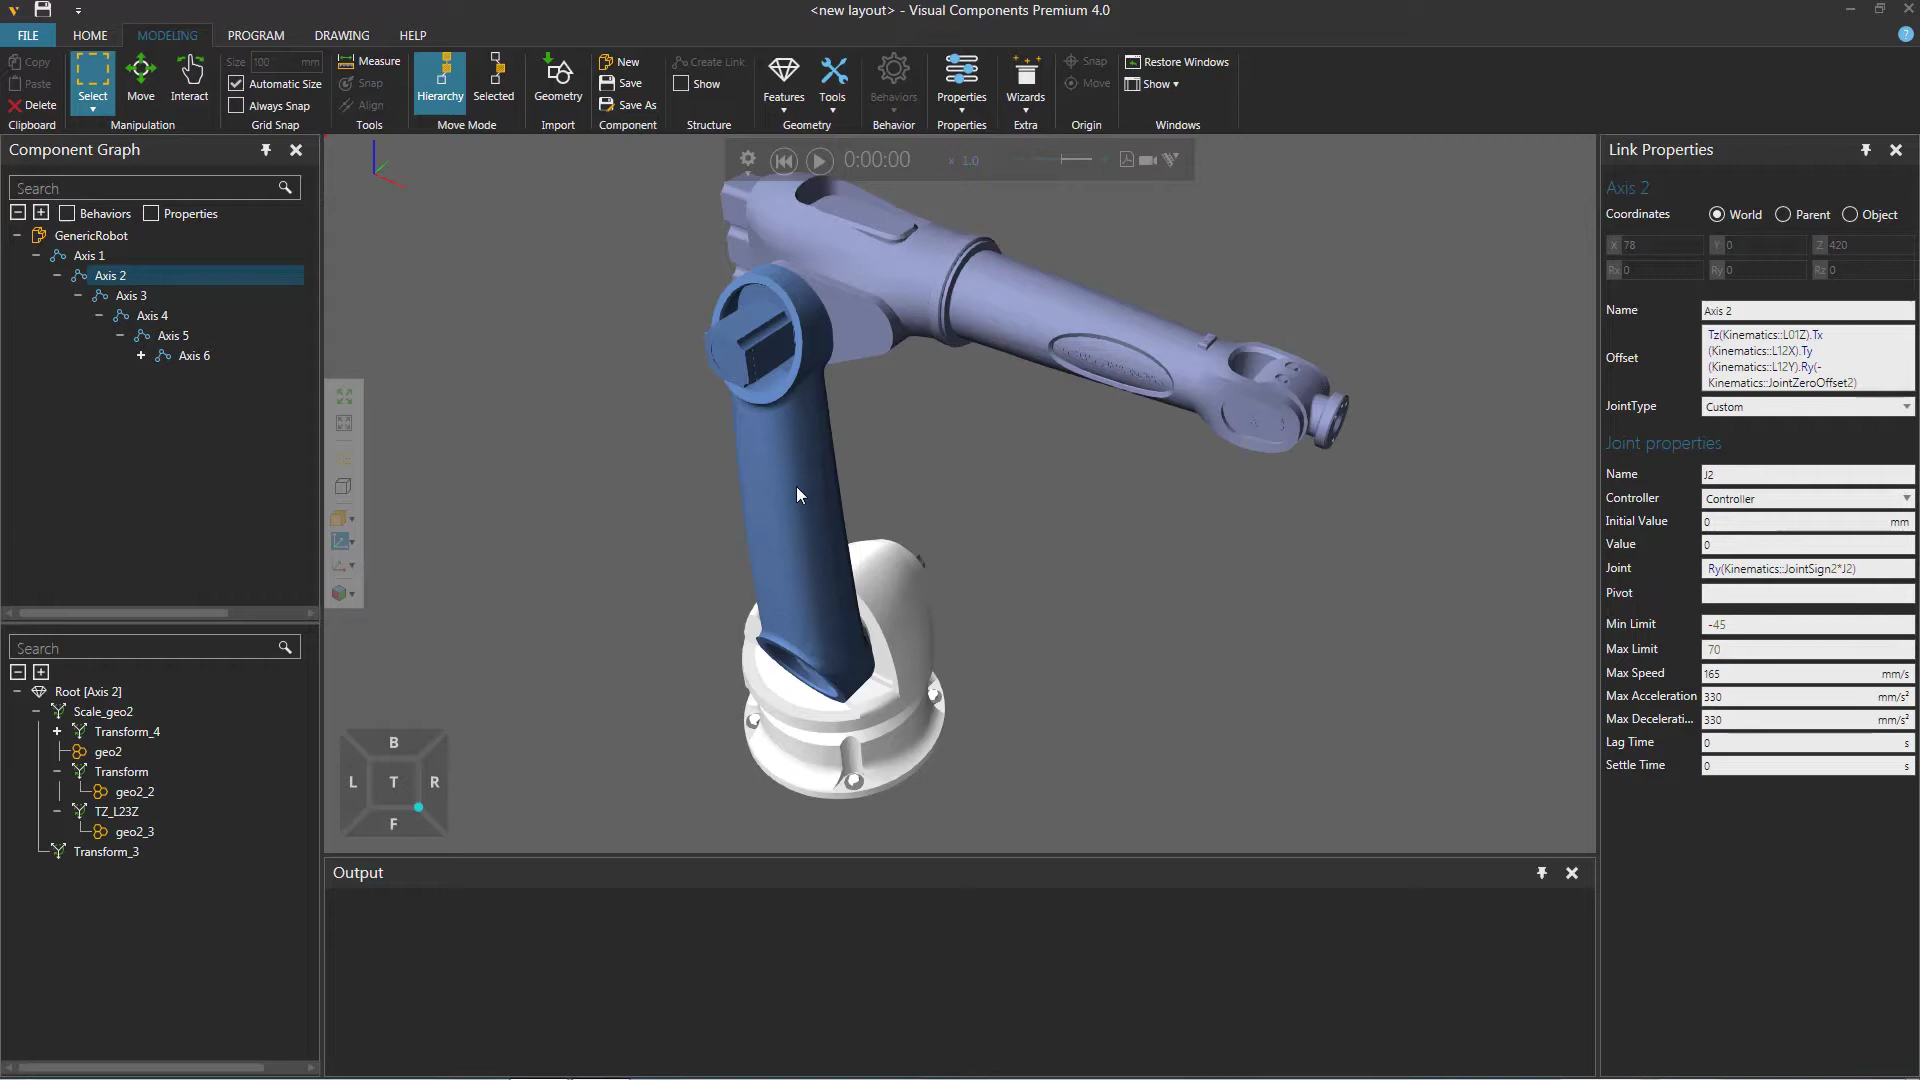 <new layout> - Visual Components Premium 4.0
FILE HOME MODELING PROGRAM DRAWING HELP
Copy
Paste
Delete
Clipboard
Select
Move
Interact
Manipulation
Size 100 mm
Automatic Size
Always Snap
Grid Snap
Measure
Snap
Align
Tools
Hierarchy
Selected
Move Mode
Geometry
Import
New
Save
Save As
Component
Create Link
Show
Structure
Features
Tools
Geometry
Behaviors
Behavior
Properties
Properties
Wizards
Extra
Snap
Move
Origin
Restore Windows
Show
Windows
Component Graph
Search
Behaviors Properties
GenericRobot
Axis 1
Axis 2
Axis 3
Axis 4
Axis 5
Axis 6
Search
Root [Axis 2]
Scale_geo2
Transform_4
geo2
Transform
geo2_2
TZ_L23Z
geo2_3
Transform_3
0:00:00 x 1.0
B
L T R
F
Output
Link Properties
Axis 2
Coordinates World Parent Object
X 78 Y 0 Z 420
Rx 0 Ry 0 Rz 0
Name Axis 2
Offset
Tz(Kinematics::L01Z).Tx
(Kinematics::L12X).Ty
(Kinematics::L12Y).Ry(-
Kinematics::JointZeroOffset2)
JointType Custom
Joint properties
Name J2
Controller Controller
Initial Value 0 mm
Value 0
Joint Ry(Kinematics::JointSign2*J2)
Pivot
Min Limit -45
Max Limit 70
Max Speed 165 mm/s
Max Acceleration 330 mm/s²
Max Decelerati... 330 mm/s²
Lag Time 0 s
Settle Time 0 s